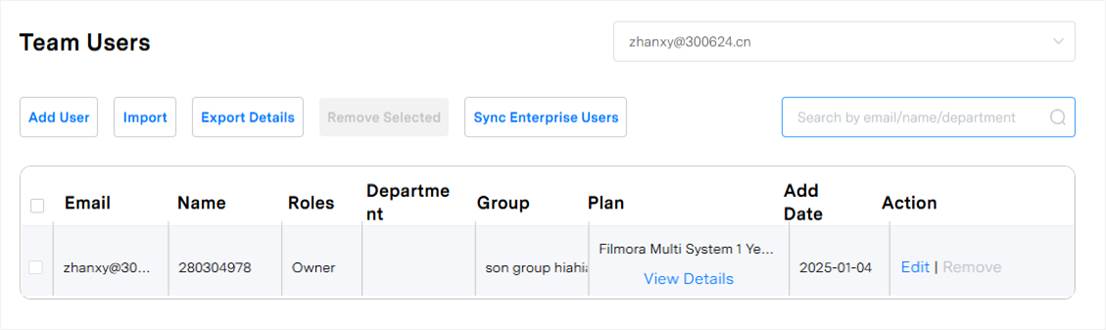 Team Users
zhanxy@300624.cn
Add User
Import
Export Details
Remove Selected
Sync Enterprise Users
Search by email/name/department
Email
Name
Roles
Departme
nt
Group
Plan
Add
Date
Action
zhanxy@30...
280304978
Owner
son group hiahia
Filmora Multi System 1 Ye...
View Details
2025-01-04
Edit | Remove